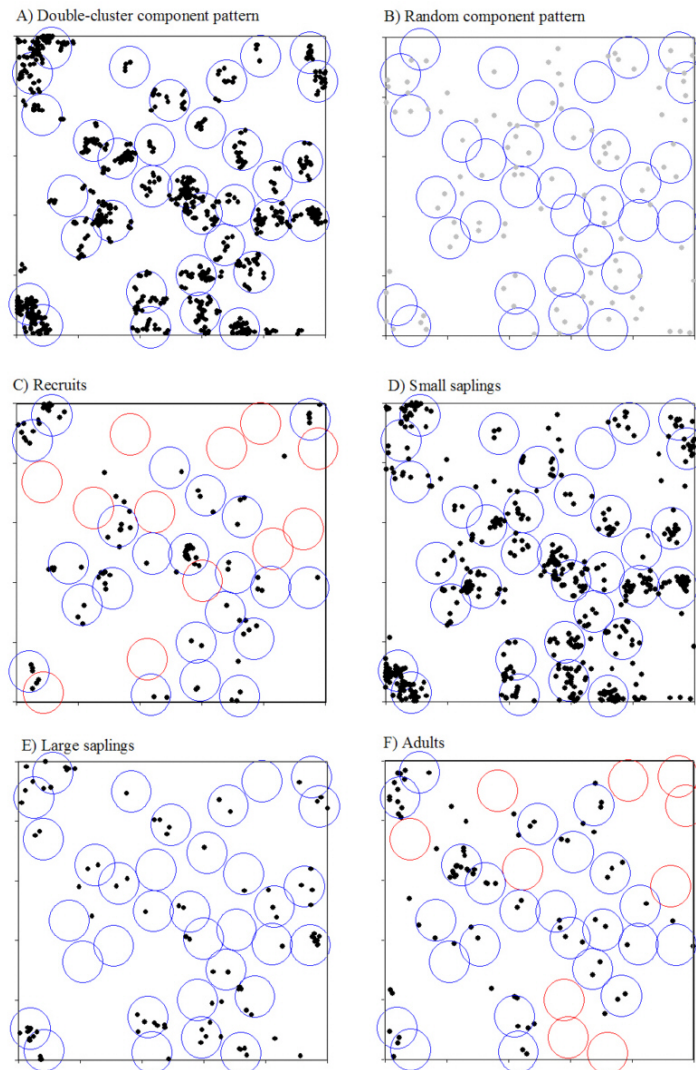 A) Double-cluster component pattern
B) Random component pattern
C) Recruits
D) Small saplings
E) Large saplings
F) Adults